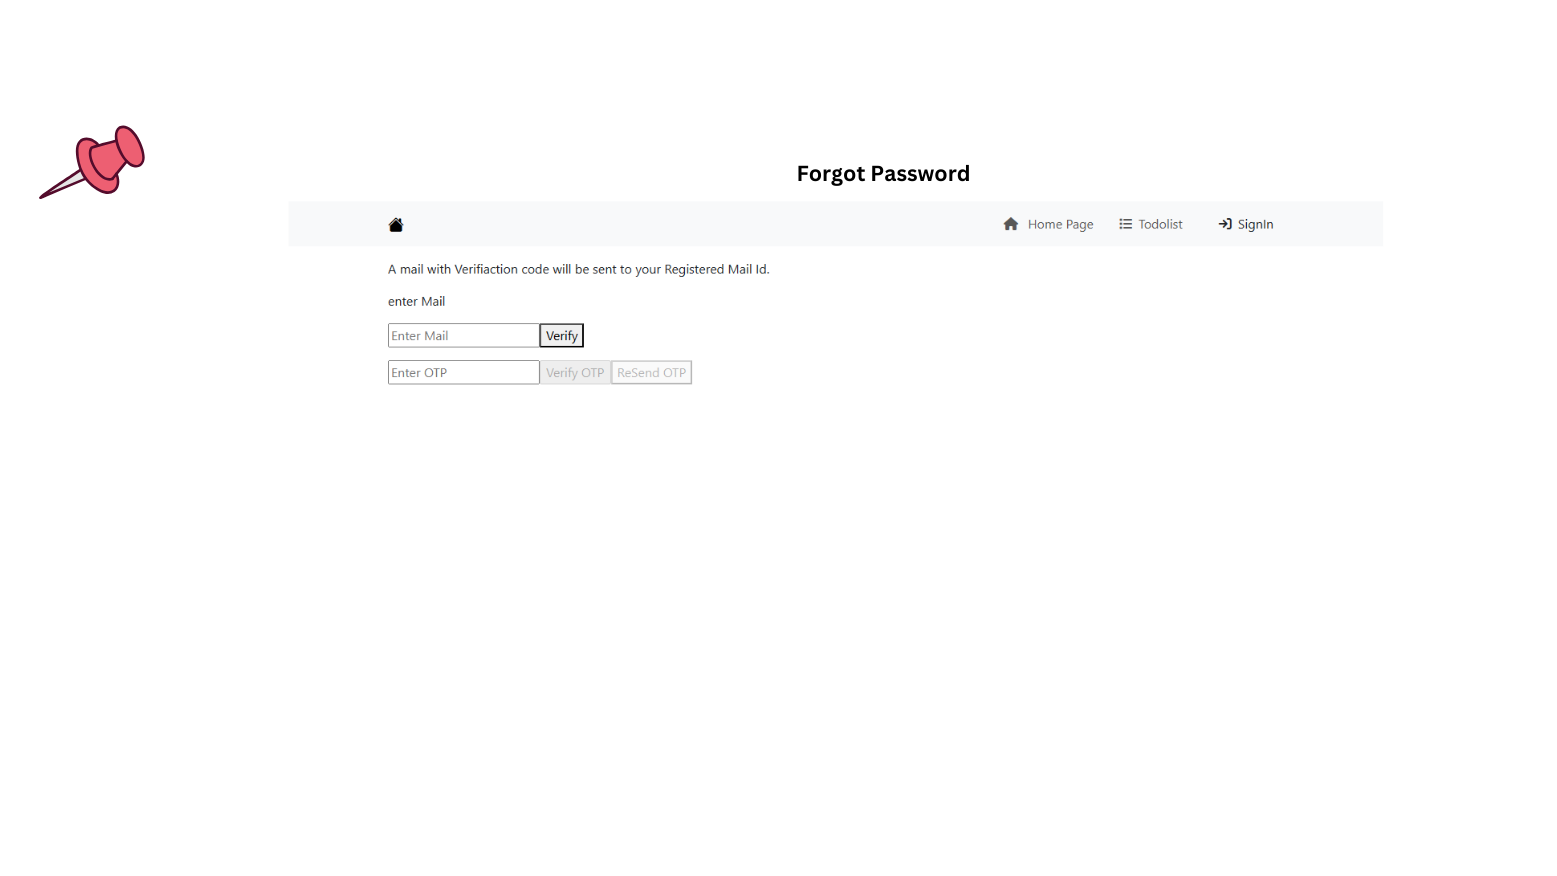 Forgot Password
Home Page Todolist SignIn
A mail with Verifiaction code will be sent to your Registered Mail Id.
enter Mail
Enter Mail Verify
Enter OTP Verify OTP ReSend OTP